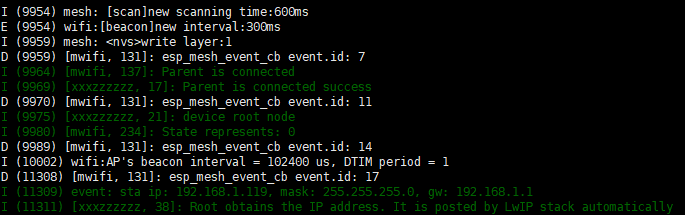 I (9954) mesh: [scan]new scanning time:600ms
E (9954) wifi:[beacon]new interval:300ms
I (9959) mesh: <nvs>write layer:1
D (9959) [mwifi, 131]: esp_mesh_event_cb event.id: 7
I (9964) [mwifi, 137]: Parent is connected
I (9969) [xxxzzzzzz, 17]: Parent is connected success
D (9970) [mwifi, 131]: esp_mesh_event_cb event.id: 11
I (9975) [xxxzzzzzz, 21]: device root node
I (9980) [mwifi, 234]: State represents: 0
D (9989) [mwifi, 131]: esp_mesh_event_cb event.id: 14
I (10002) wifi:AP's beacon interval = 102400 us, DTIM period = 1
D (11308) [mwifi, 131]: esp_mesh_event_cb event.id: 17
I (11309) event: sta ip: 192.168.1.119, mask: 255.255.255.0, gw: 192.168.1.1
I (11311) [xxxzzzzzz, 38]: Root obtains the IP address. It is posted by LwIP stack automatically